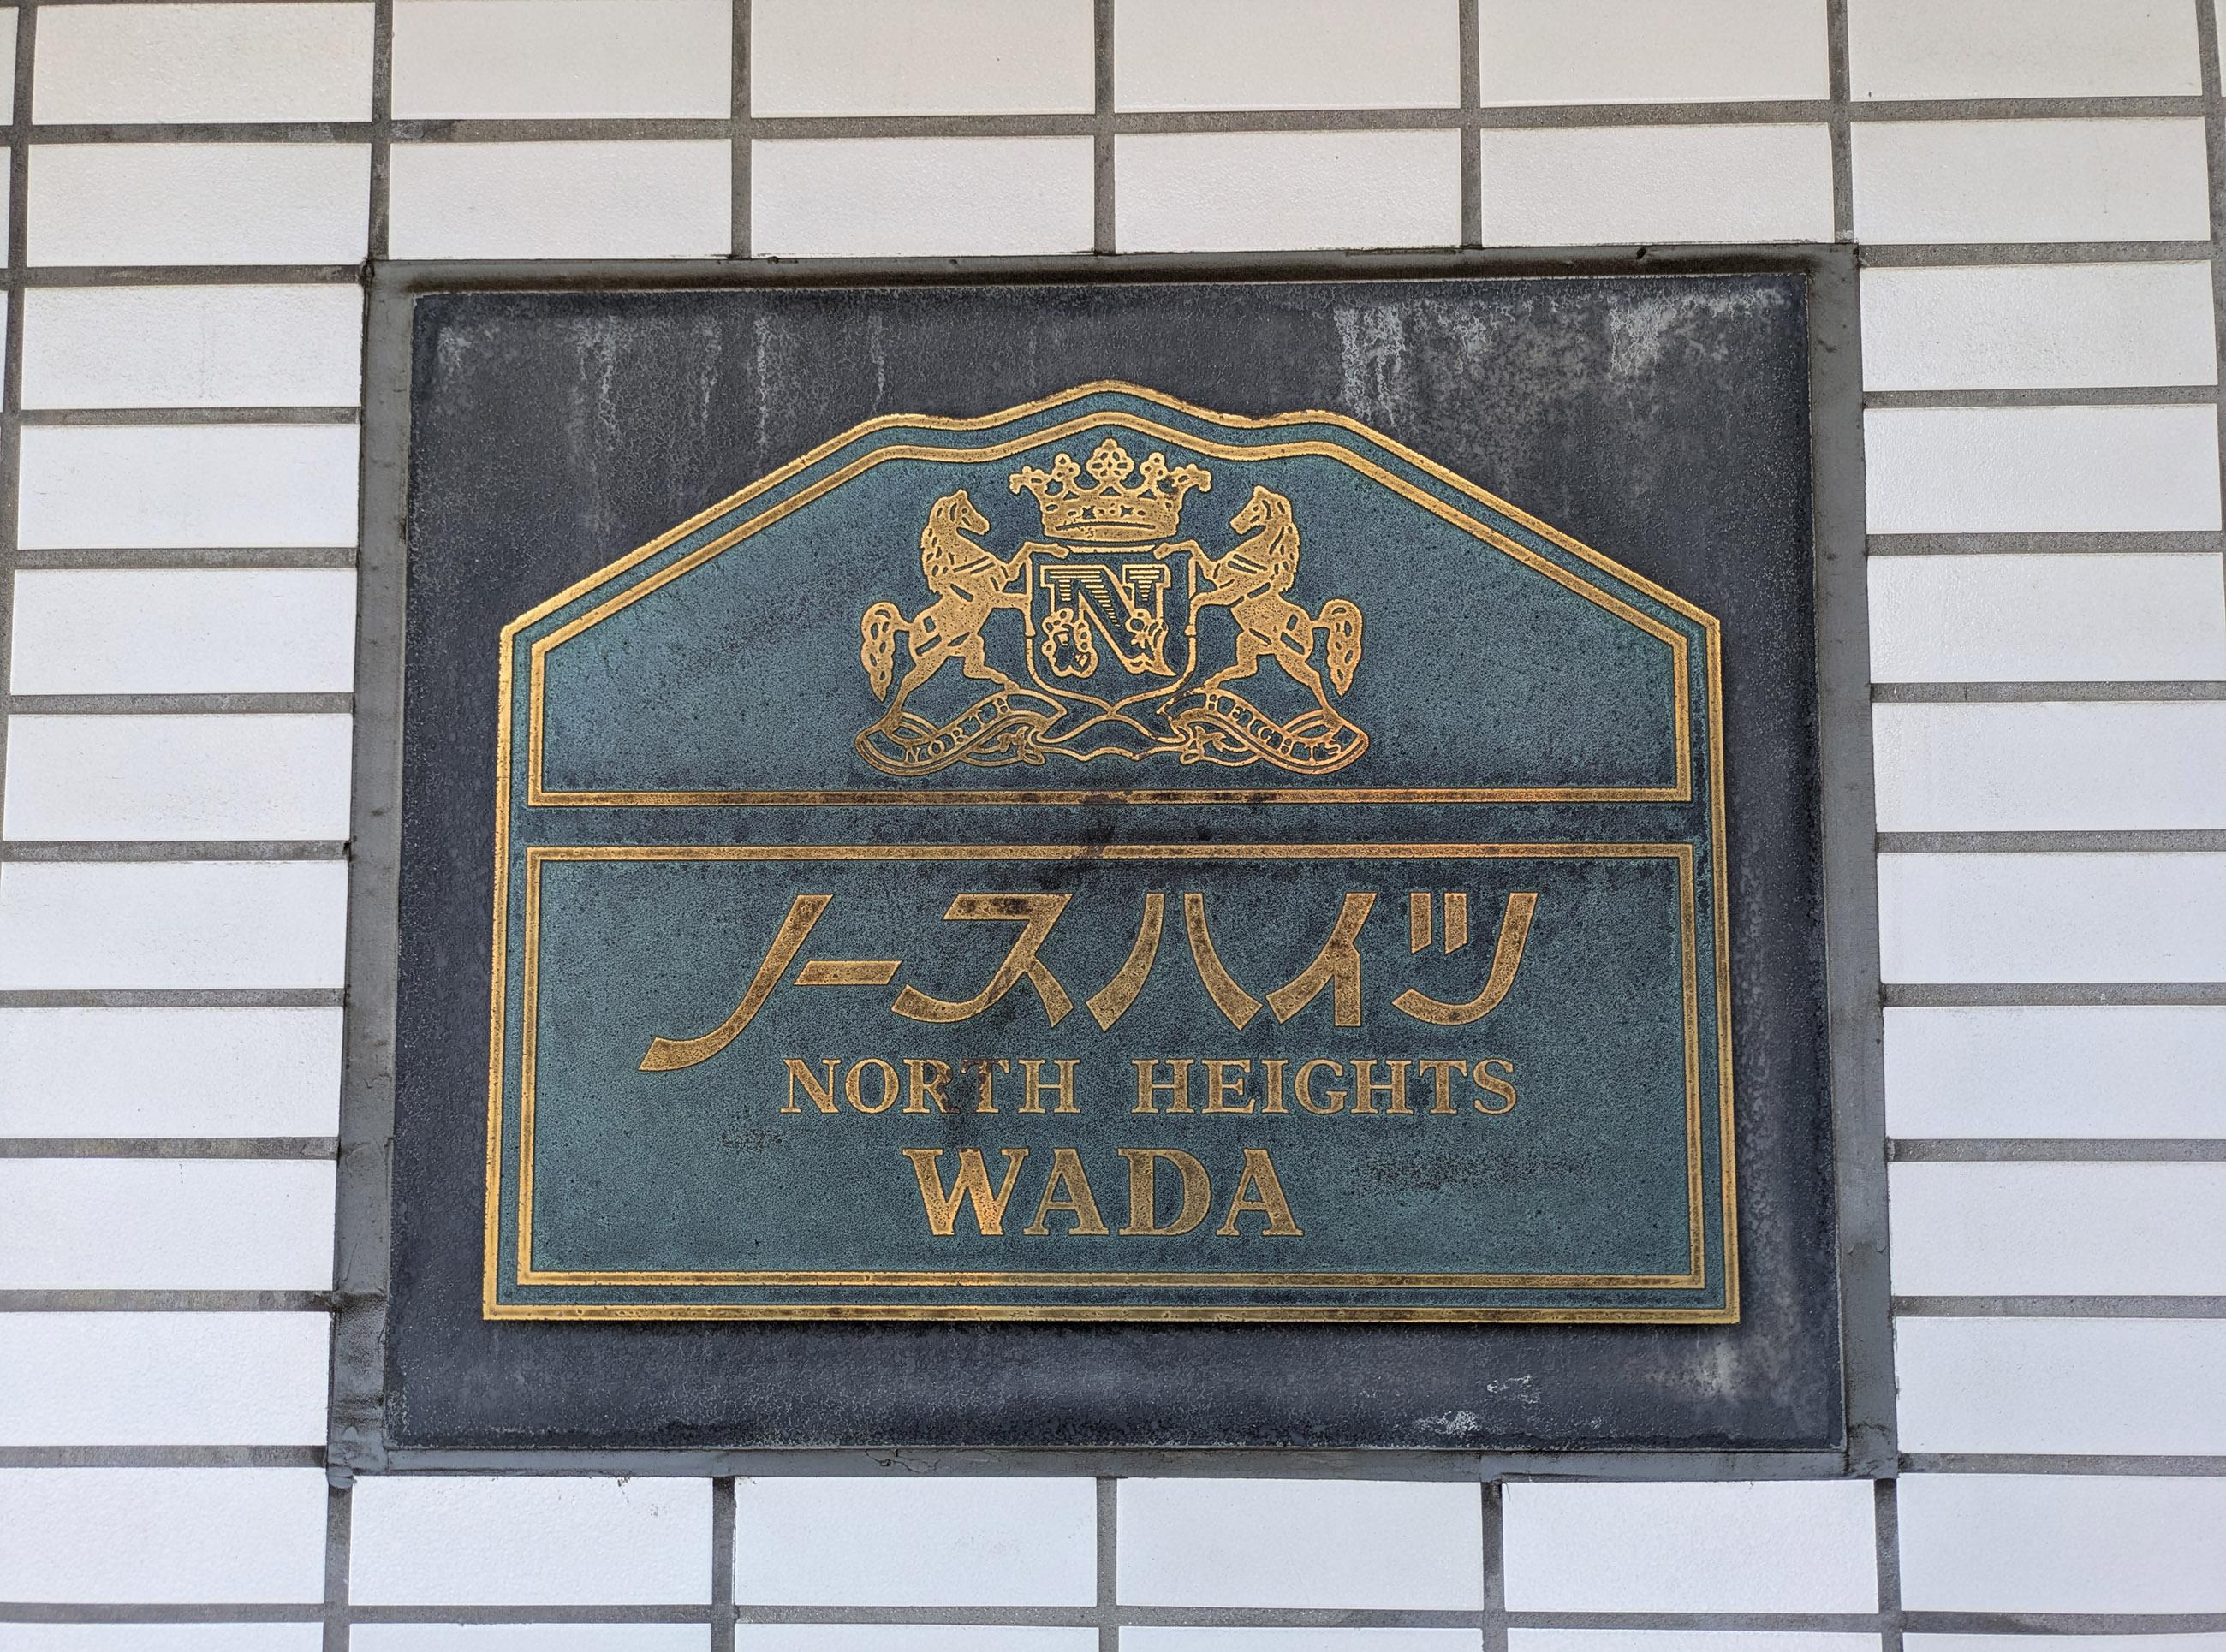 N
NORTH HEIGHTS
ノースハイツ
NORTH HEIGHTS
WADA